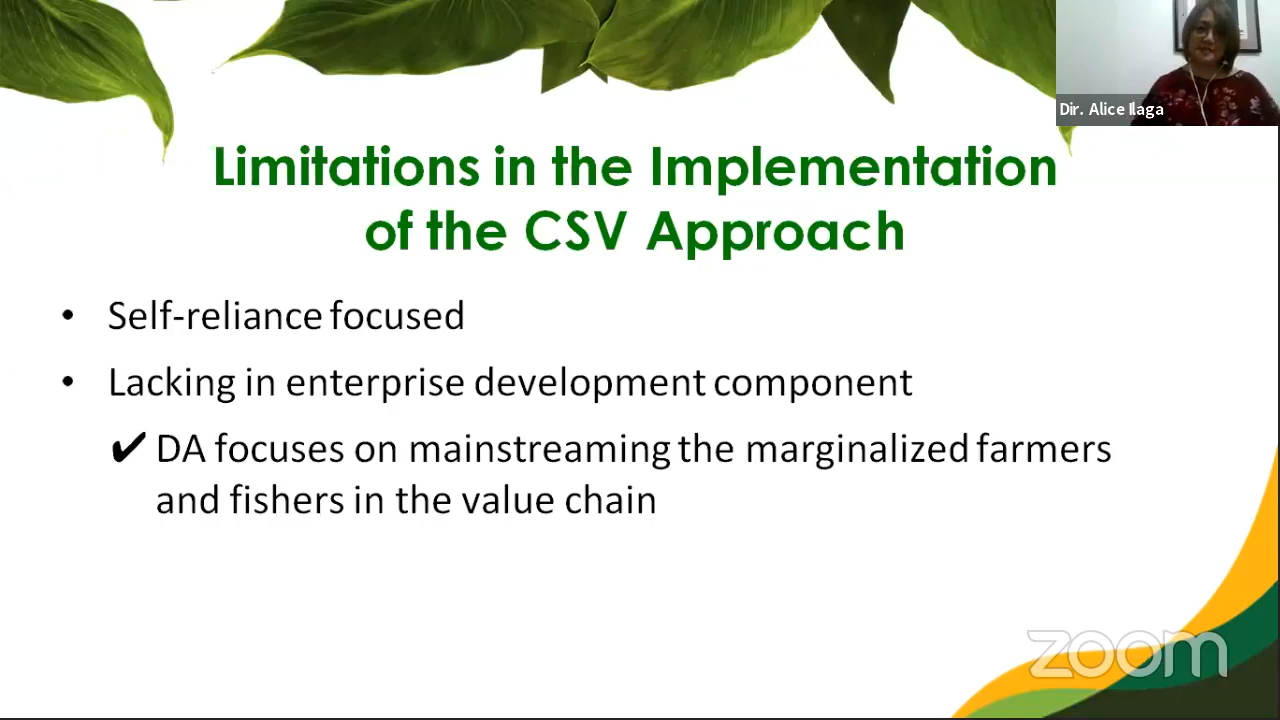 Dir. Alice Ilaga
Limitations in the Implementation
of the CSV Approach
• Self-reliance focused
• Lacking in enterprise development component
✔ DA focuses on mainstreaming the marginalized farmers
and fishers in the value chain
zoom